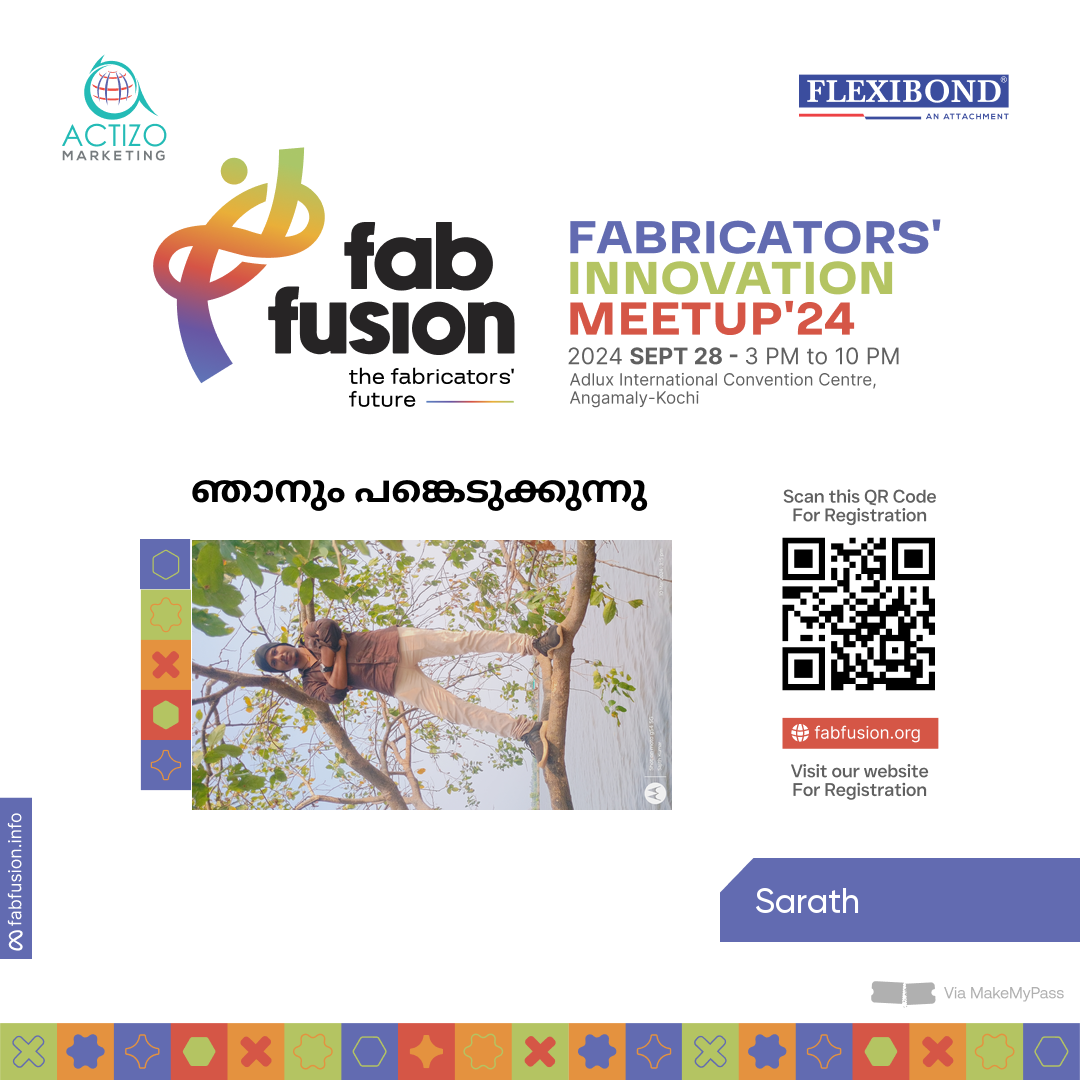 ACTIZO
MARKETING
FLEXIBOND®
AN ATTACHMENT
fab
fusion
the fabricators'
future
FABRICATORS'
INNOVATION
MEETUP'24
2024 SEPT 28 - 3 PM to 10 PM
Adlux International Convention Centre,
Angamaly-Kochi
ഞാനും പങ്കെടുക്കുന്നു
Scan this QR Code
For Registration
fabfusion.org
Visit our website
For Registration
fabfusion.info
Sarath
Via MakeMyPass